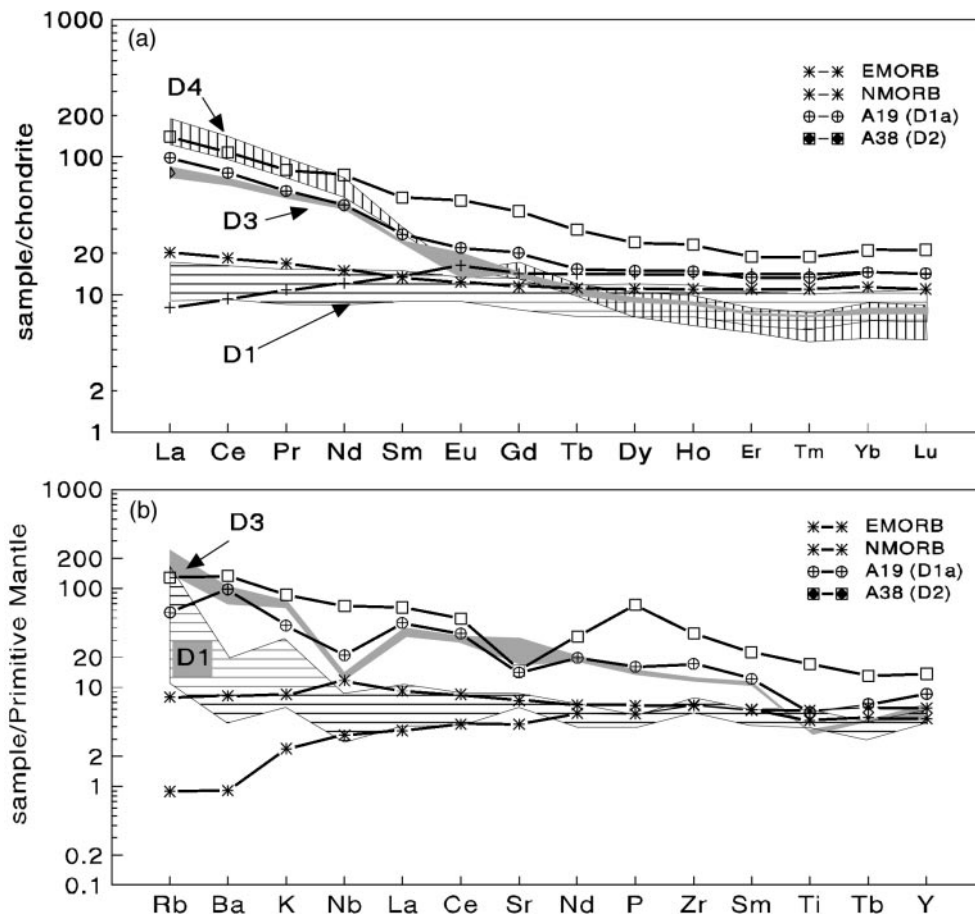 (a)
sample/chondrite
1000
200
100
20
10
2
1
D4
D3
D1
EMORB
NMORB
A19 (D1a)
A38 (D2)
La Ce Pr Nd Sm Eu Gd Tb Dy Ho Er Tm Yb Lu
(b)
sample/Primitive Mantle
1000
200
100
20
10
2
1
0.2
0.1
D3
D1
EMORB
NMORB
A19 (D1a)
A38 (D2)
Rb Ba K Nb La Ce Sr Nd P Zr Sm Ti Tb Y